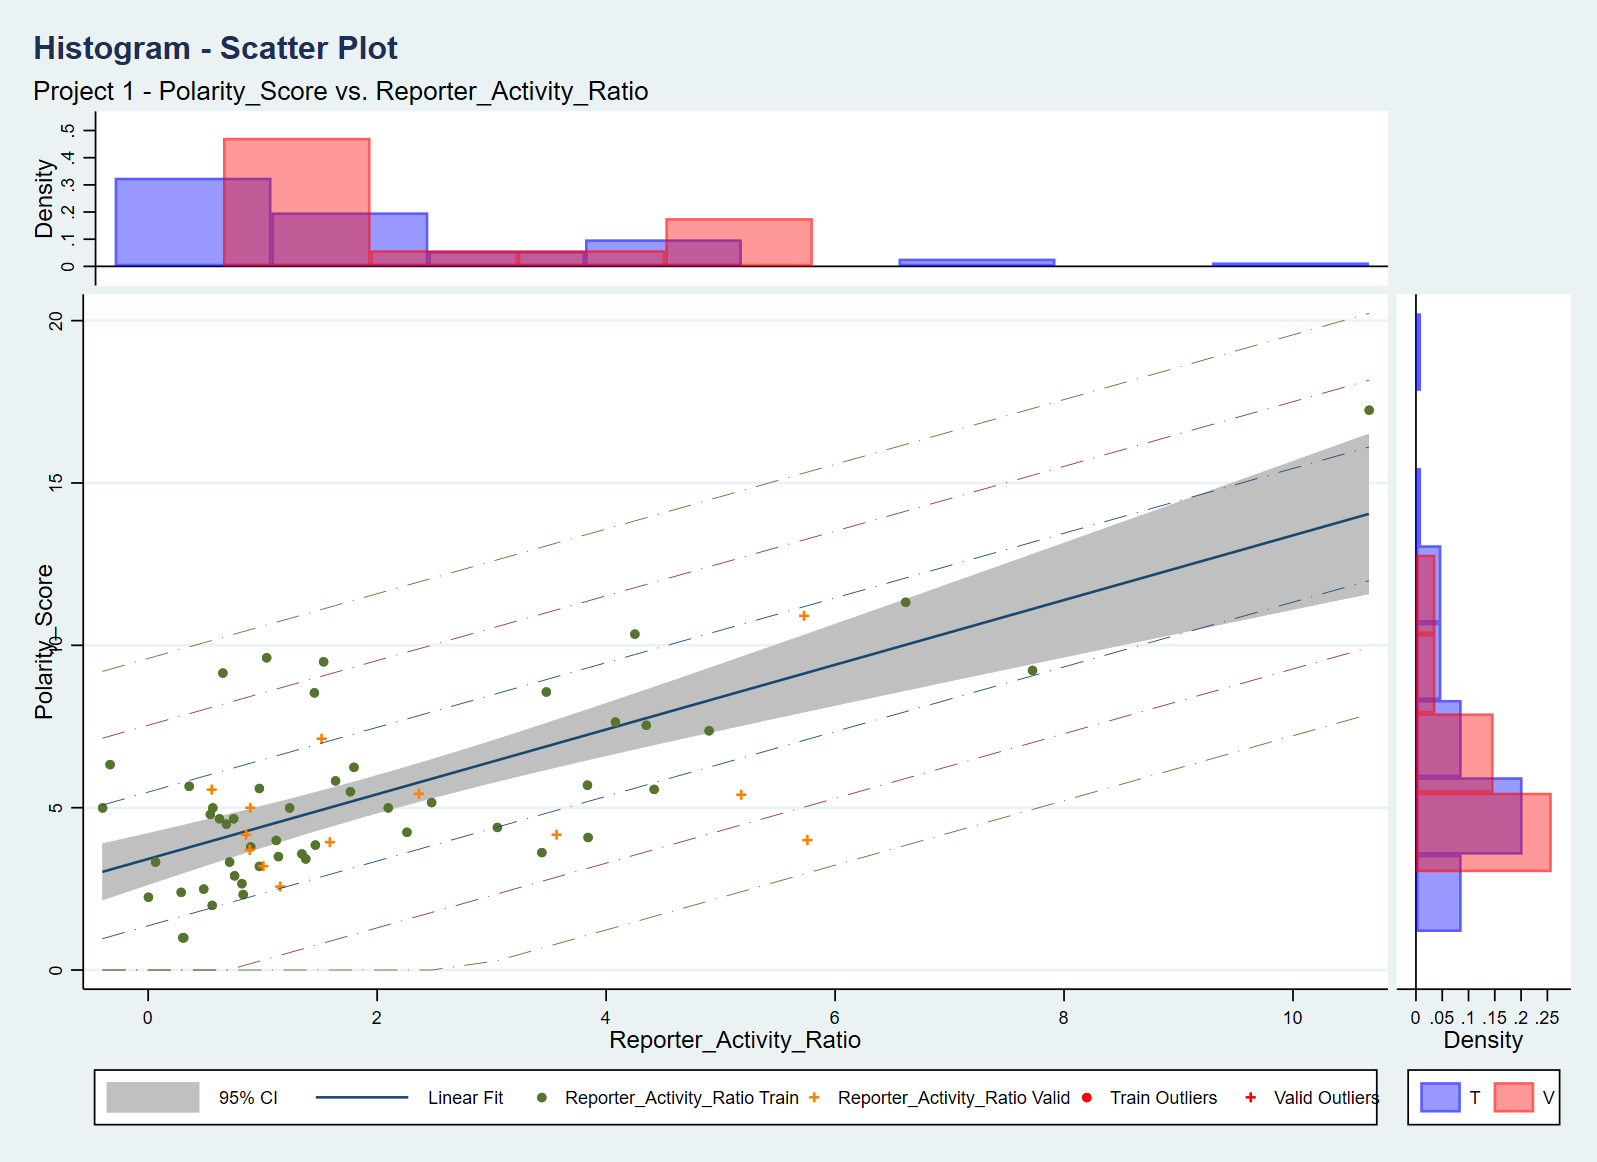 Histogram - Scatter Plot
Project 1 - Polarity_Score vs. Reporter_Activity_Ratio
Density
.5
.4
.3
.2
.1
0
Polarity_Score
20
15
10
5
0
0 2 4 6 8 10
Reporter_Activity_Ratio
0 .05 .1 .15 .2 .25
Density
95% CI Linear Fit Reporter_Activity_Ratio Train Reporter_Activity_Ratio Valid Train Outliers Valid Outliers
T V